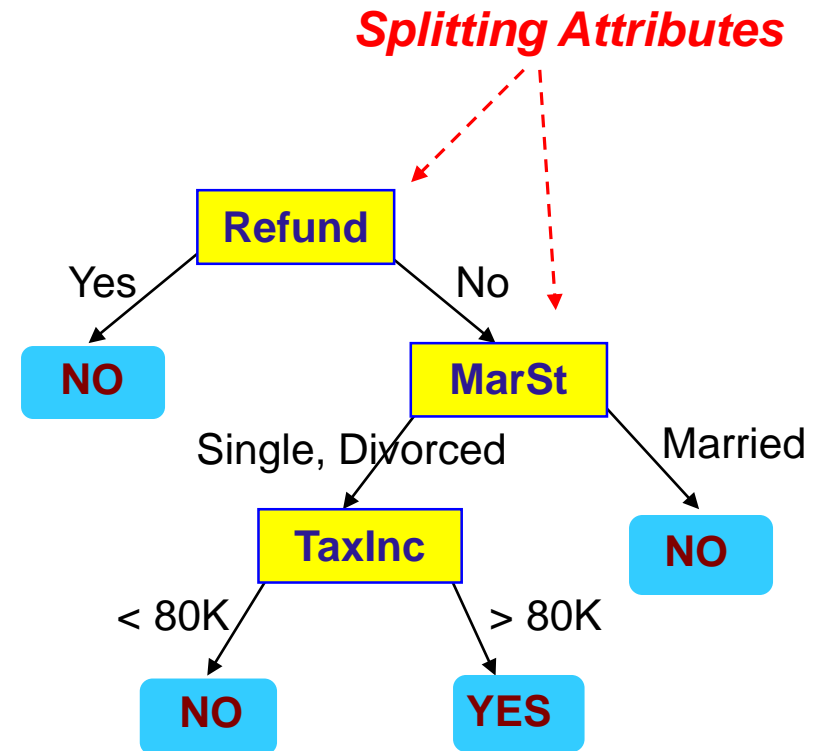 Splitting Attributes
Refund
Yes
No
NO
MarSt
Single, Divorced
Married
TaxInc
NO
< 80K
> 80K
NO
YES